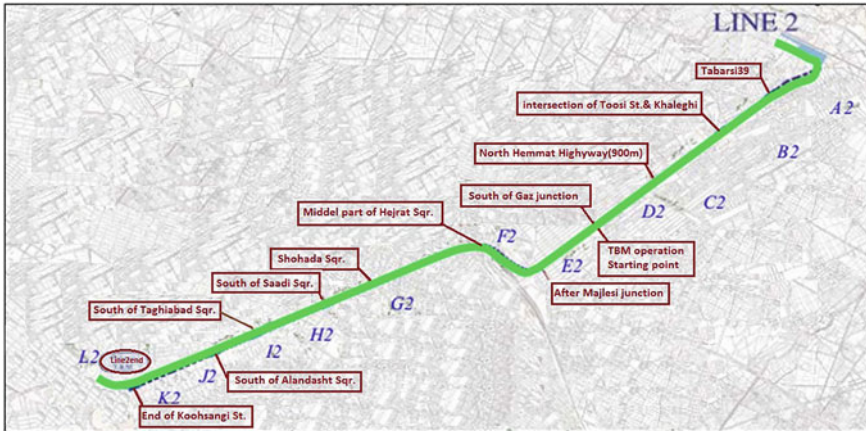 LINE 2
Tabarsi39
A2
intersection of Toosi St.& Khaleghi
B2
North Hemmat Highyway(900m)
South of Gaz junction
C2
D2
Middel part of Hejrat Sqr.
F2
TBM operation
Starting point
E2
Shohada Sqr.
After Majlesi junction
South of Saadi Sqr.
G2
South of Taghiabad Sqr.
H2
I2
L2
Line2end
J2
South of Alandasht Sqr.
K2
End of Koohsangi St.